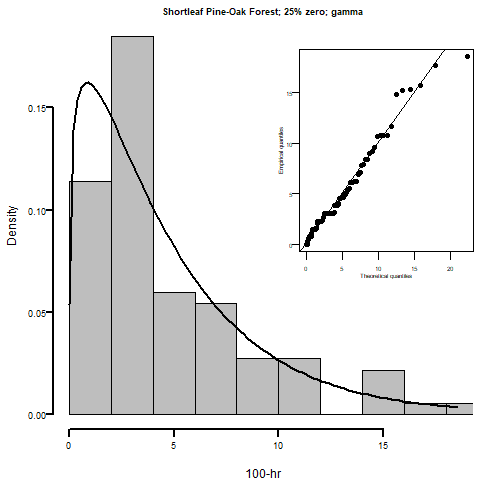 Shortleaf Pine-Oak Forest; 25% zero; gamma
Density
0.15
0.10
0.05
0.00
0 5 10 15
100-hr
Empirical quantiles
15
10
5
0
0 5 10 15 20
Theoretical quantiles